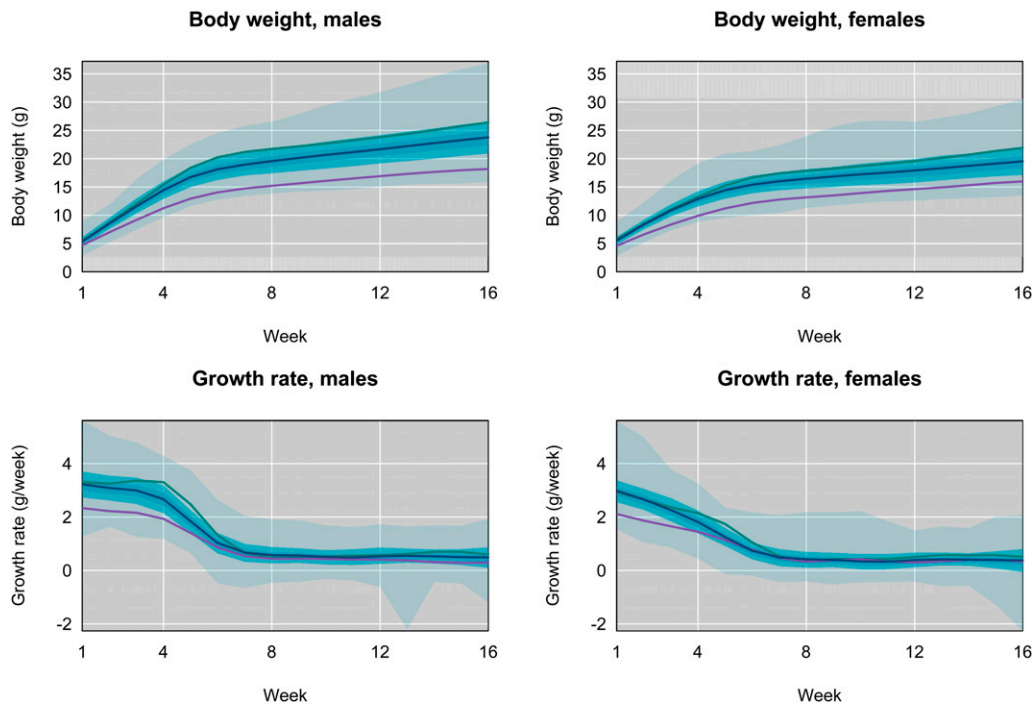 Body weight, males
Body weight (g)
35
30
25
20
15
10
5
0
1 4 8 12 16
Week
Body weight, females
Body weight (g)
35
30
25
20
15
10
5
0
1 4 8 12 16
Week
Growth rate, males
Growth rate (g/week)
4
2
0
-2
1 4 8 12 16
Week
Growth rate, females
Growth rate (g/week)
4
2
0
-2
1 4 8 12 16
Week